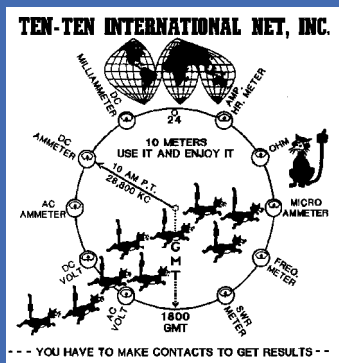 TEN-TEN INTERNATIONAL NET, INC.
DC MILLIAMMETER
AMP HR. METER
24
10 METERS
USE IT AND ENJOY IT
DC AMMETER
OHM
10 AM P.T.
28,800 KC
AC AMMETER
MICRO AMMETER
GMT
DC VOLT
FREQ. METER
AC VOLT
SWR METER
1800
GMT
--- YOU HAVE TO MAKE CONTACTS TO GET RESULTS --